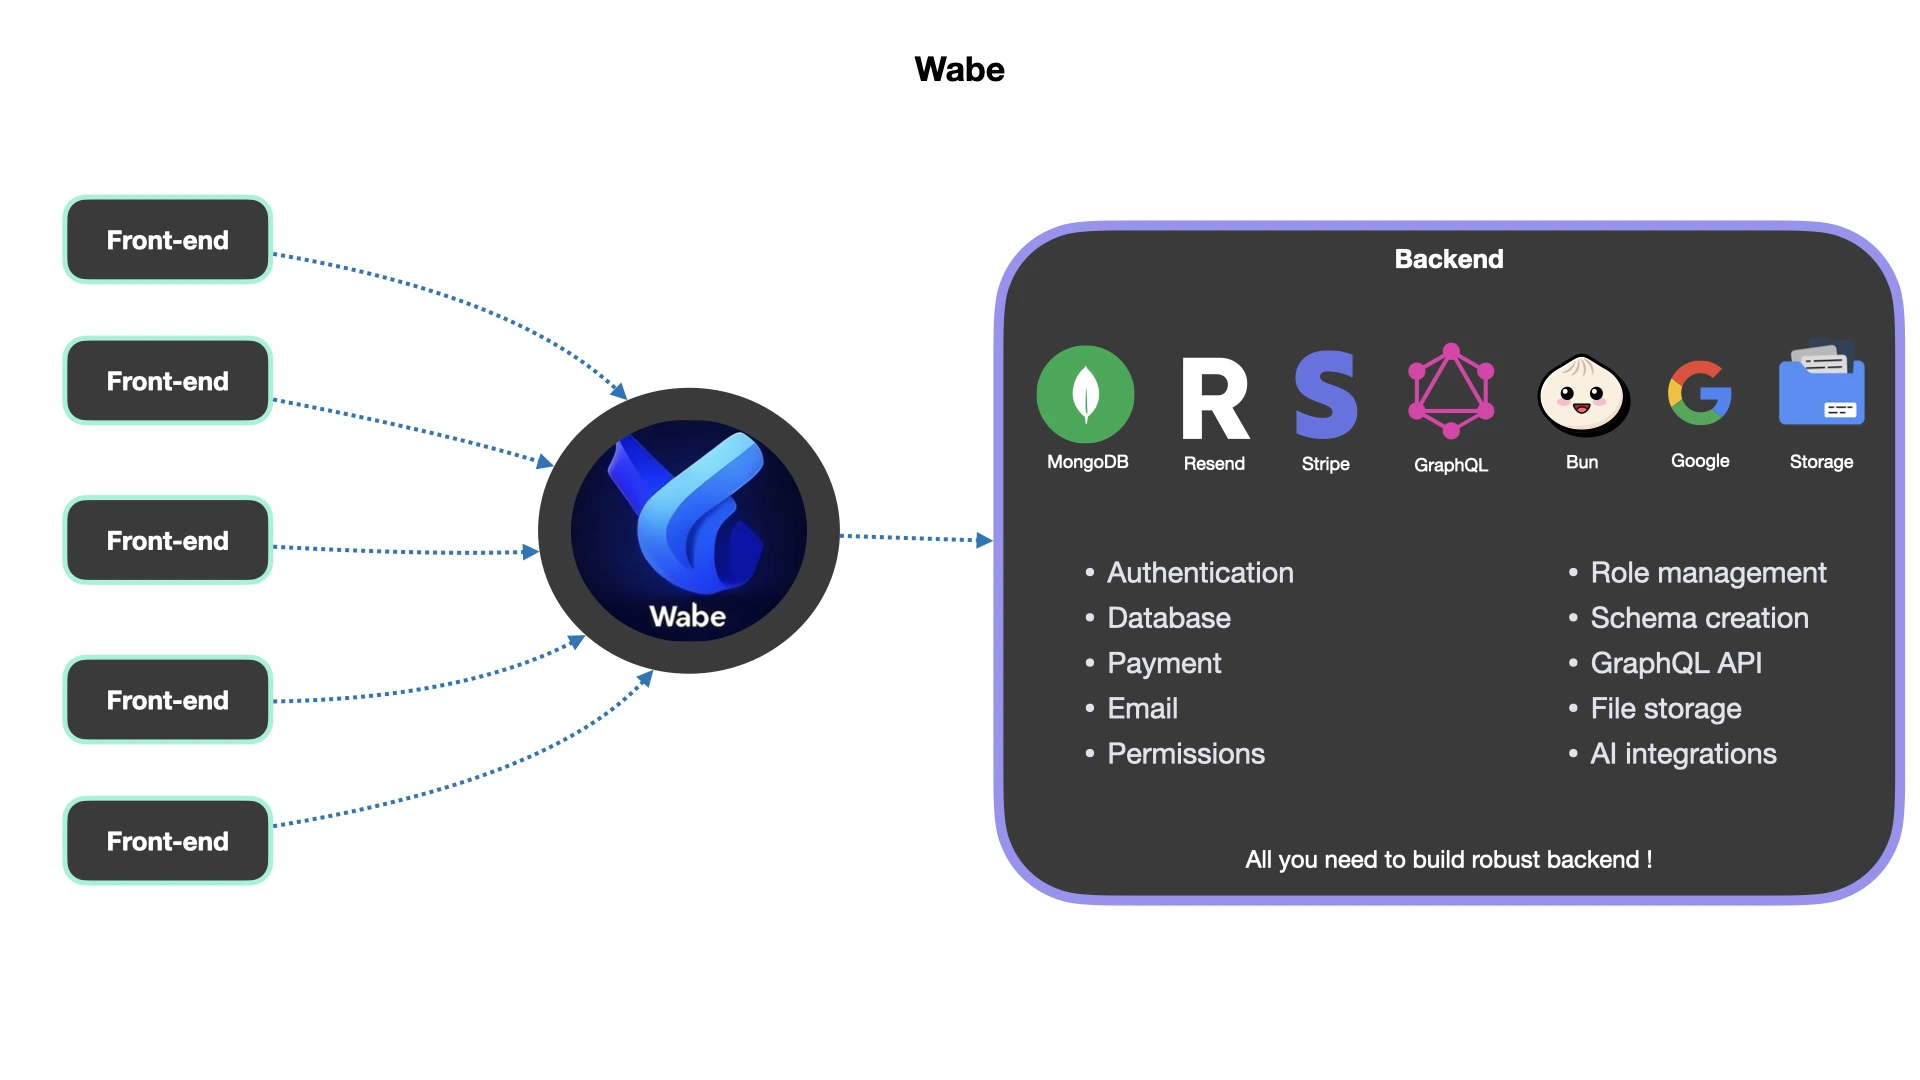 Wabe
Front-end
Front-end
Front-end
Front-end
Front-end
Wabe
Backend
MongoDB
Resend
Stripe
GraphQL
Bun
Google
Storage
• Authentication
• Database
• Payment
• Email
• Permissions
• Role management
• Schema creation
• GraphQL API
• File storage
• AI integrations
All you need to build robust backend !